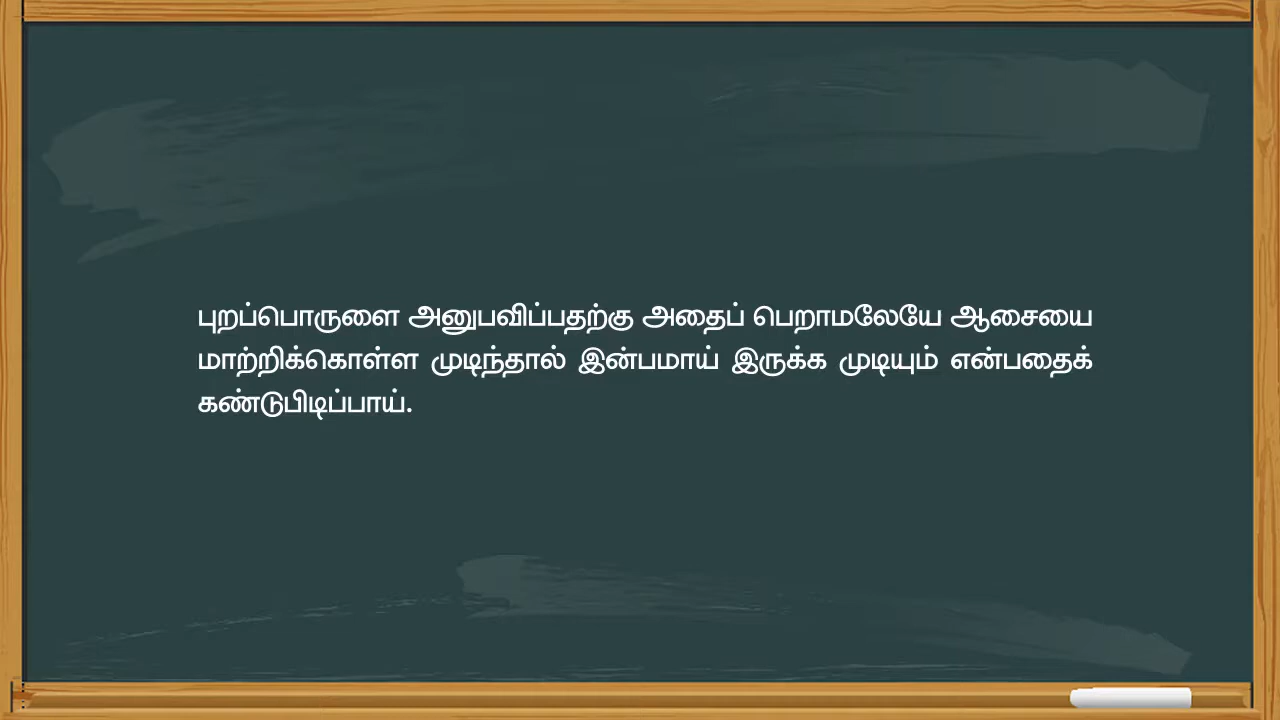 புறப்பொருளை அனுபவிப்பதற்கு அதைப் பெறாமலேயே ஆசையை
மாற்றிக்கொள்ள முடிந்தால் இன்பமாய் இருக்க முடியும் என்பதைக்
கண்டுபிடிப்பாய்.